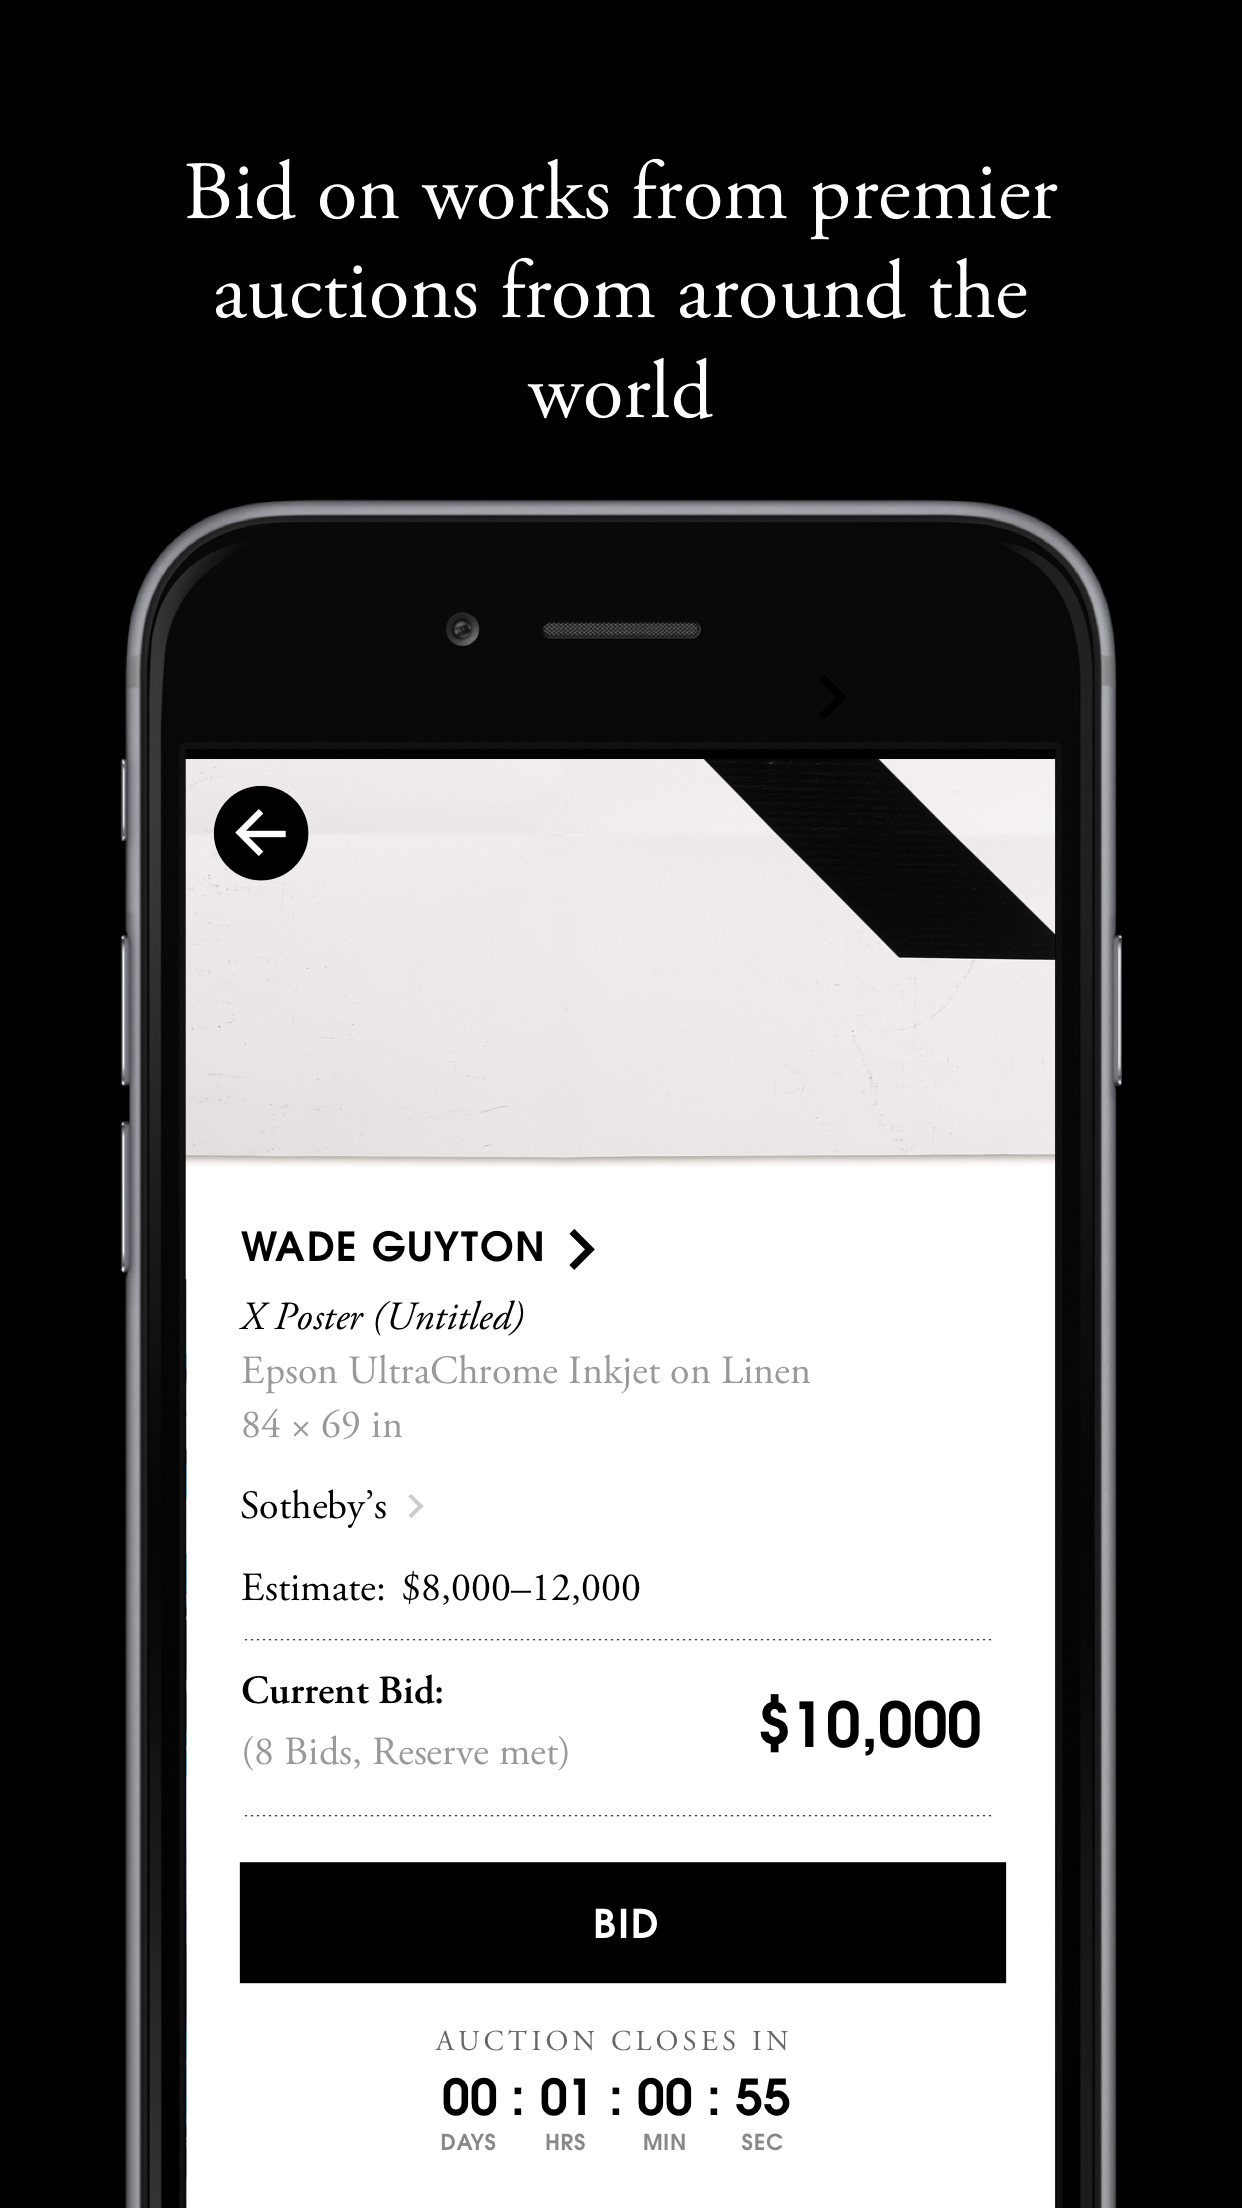 Bid on works from premier
auctions from around the
world
WADE GUYTON
X Poster (Untitled)
Epson UltraChrome Inkjet on Linen
84 × 69 in
Sotheby’s
Estimate: $8,000–12,000
Current Bid:
$10,000
(8 Bids, Reserve met)
BID
AUCTION CLOSES IN
00 : 01 : 00 : 55
DAYS HRS MIN SEC